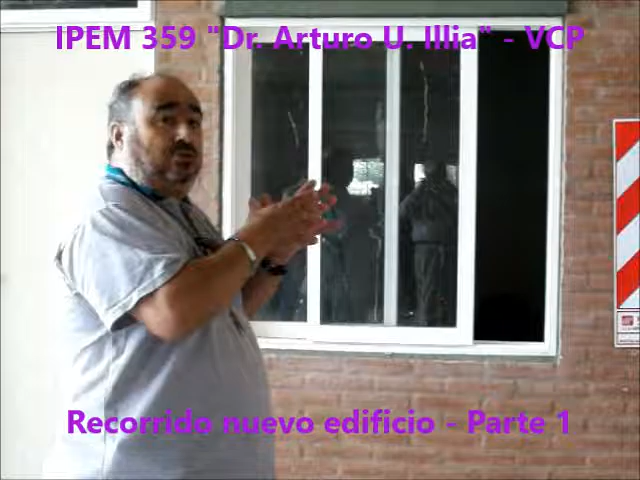 IPEM 359 "Dr. Arturo U. Illia" - VCP
Recorrido nuevo edificio - Parte 1